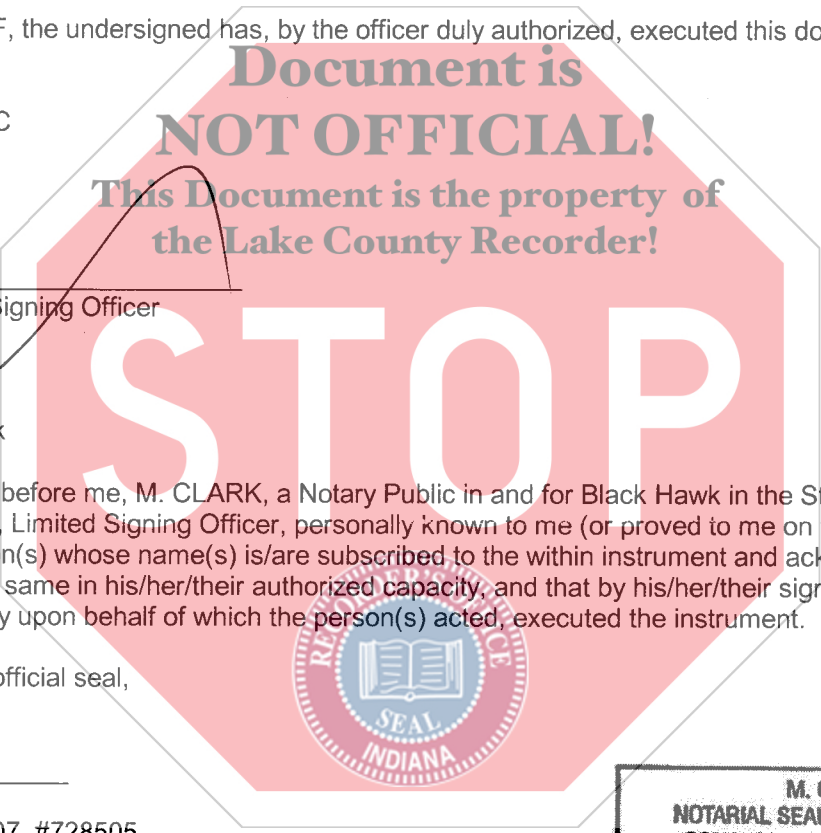 F, the undersigned has, by the officer duly authorized, executed this do
Document is
NOT OFFICIAL!
C
This Document is the property of
the Lake County Recorder!
Signing Officer
STOP
k
before me, M. CLARK, a Notary Public in and for Black Hawk in the St
, Limited Signing Officer, personally known to me (or proved to me on
n(s) whose name(s) is/are subscribed to the within instrument and ack
same in his/her/their authorized capacity, and that by his/her/their sign
y upon behalf of which the person(s) acted, executed the instrument.
RECORDER'S OFFICE
official seal,
SEAL
INDIANA
M.
NOTARIAL SEAL
07 #728505